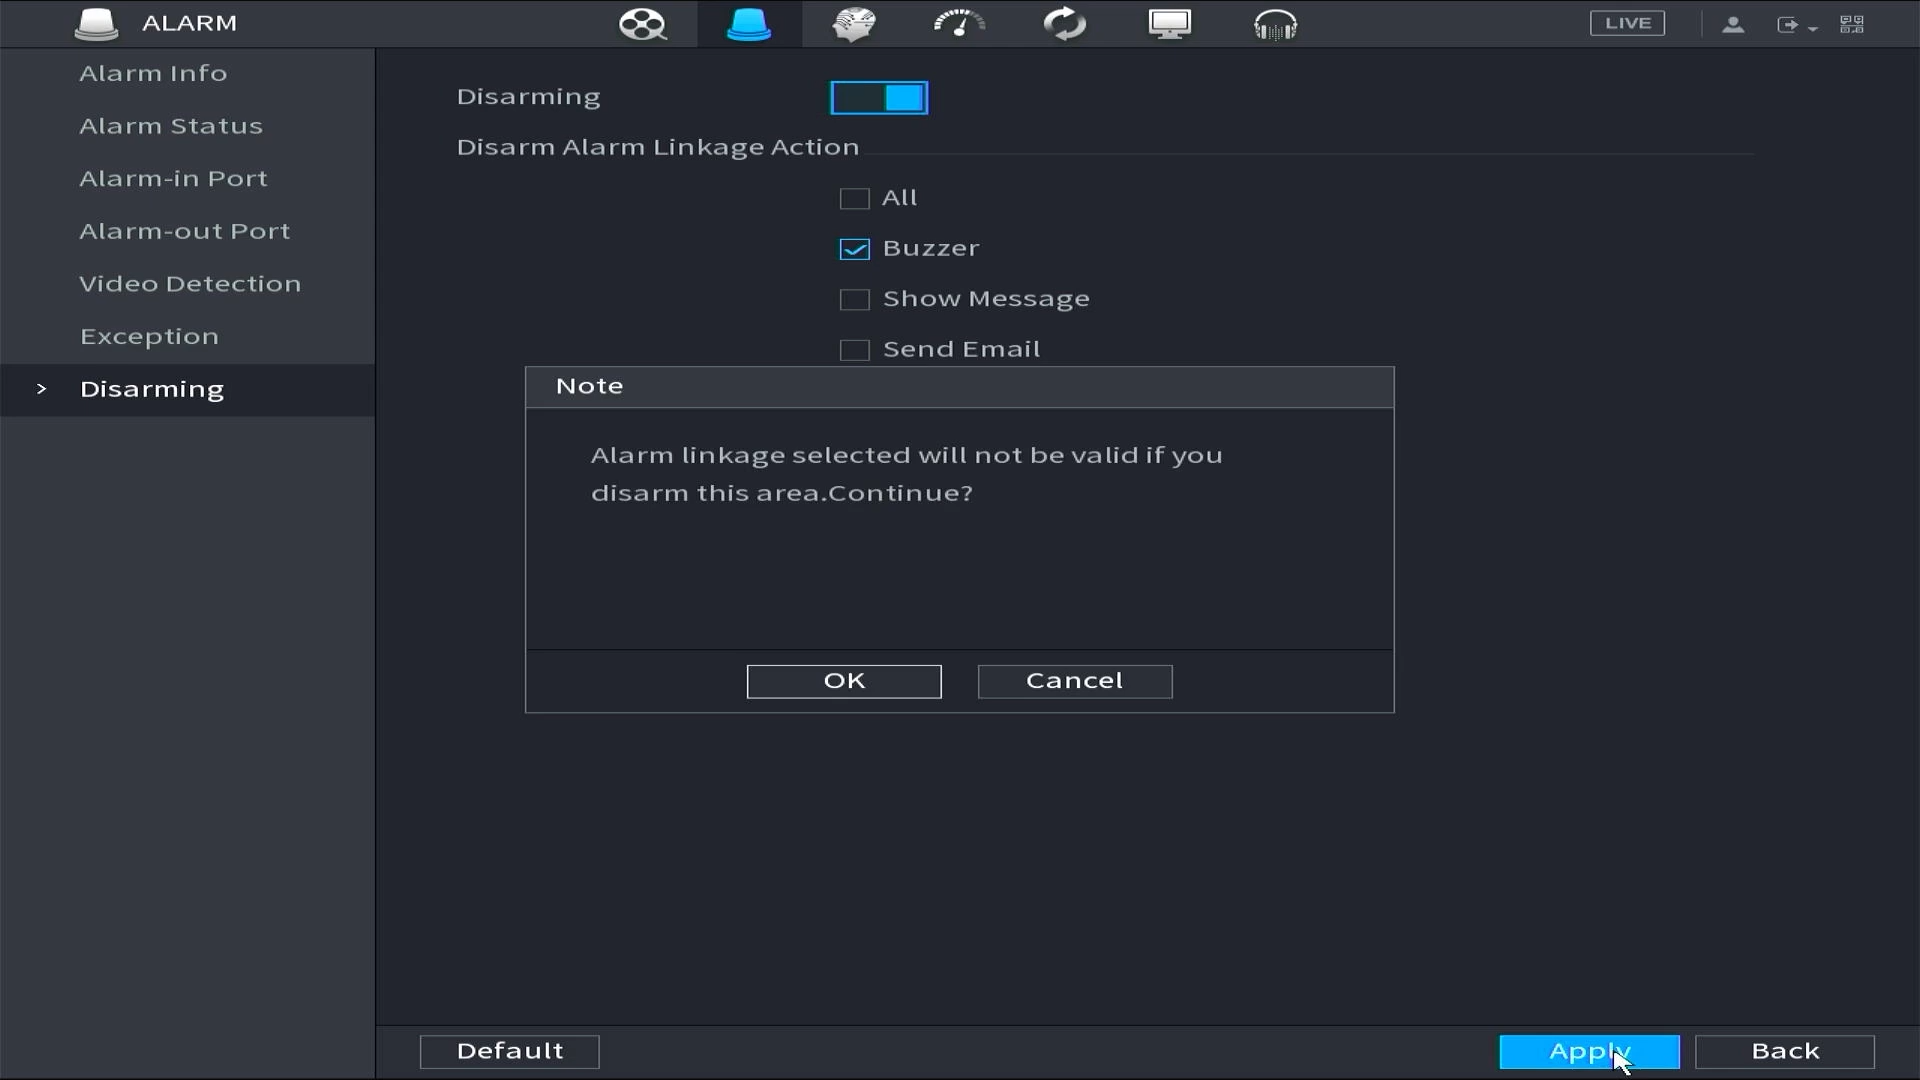 ALARM
LIVE
Alarm Info
Alarm Status
Alarm-in Port
Alarm-out Port
Video Detection
Exception
> Disarming
Disarming
Disarm Alarm Linkage Action
All
Buzzer
Show Message
Send Email
Note
Alarm linkage selected will not be valid if you
disarm this area.Continue?
OK Cancel
Default Apply Back